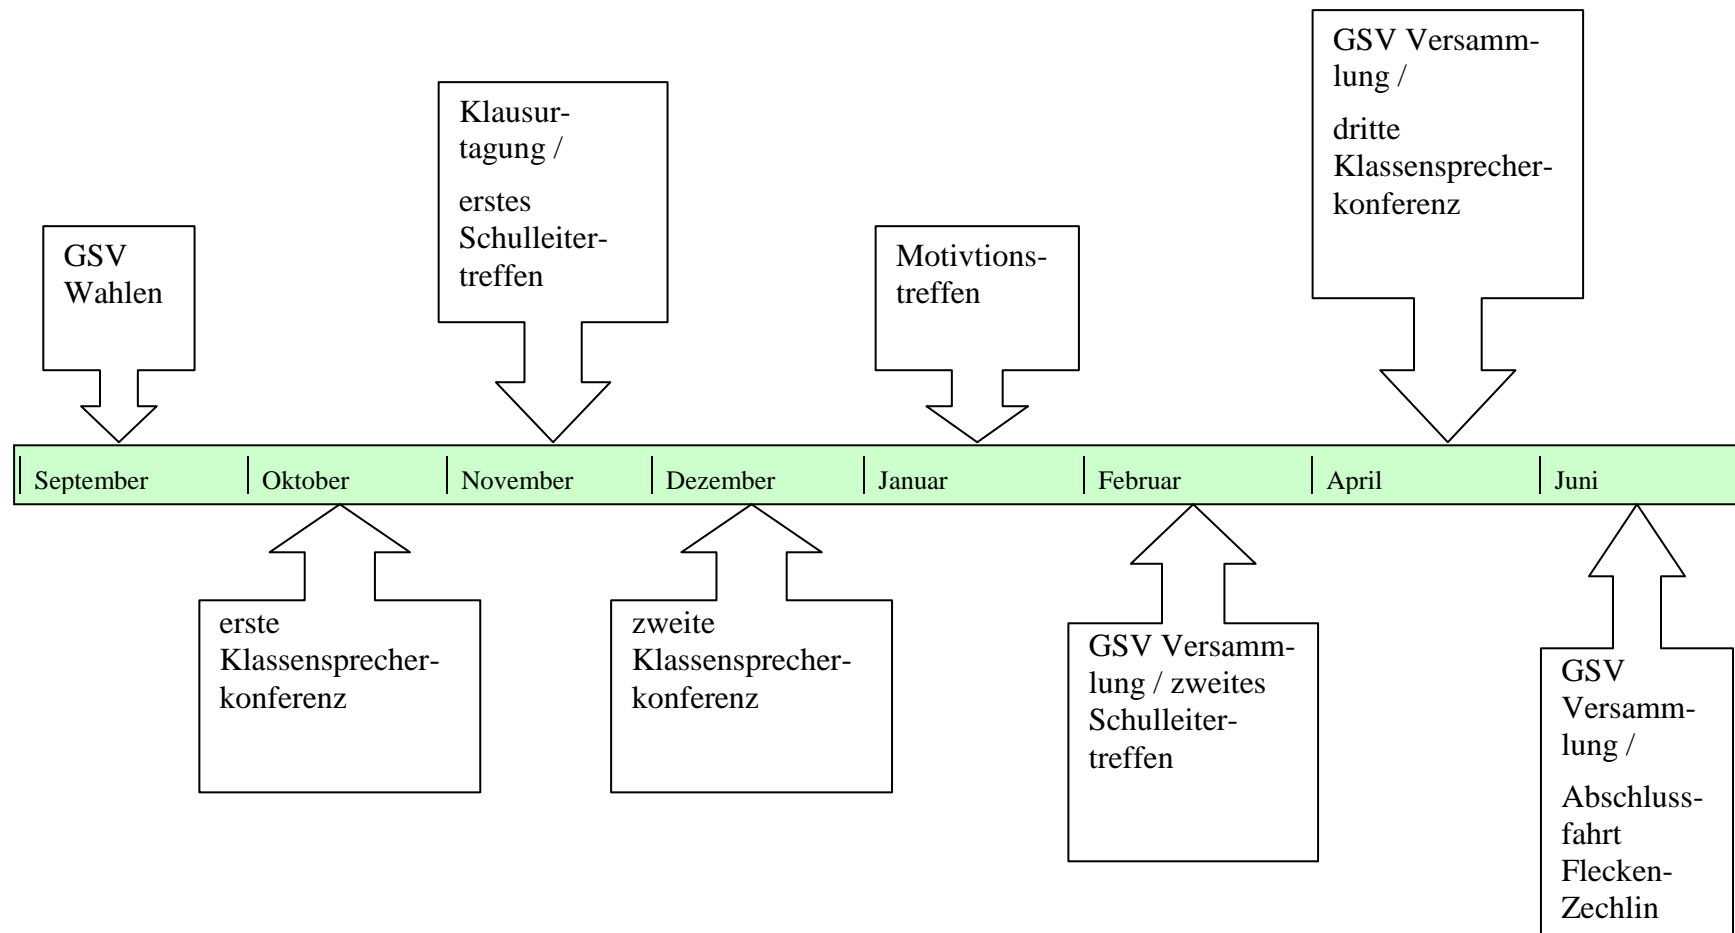 GSV
Wahlen
Klausur-
tagung /
erstes
Schulleiter-
treffen
Motivtions-
treffen
GSV Versamm-
lung /
dritte
Klassensprecher-
konferenz
September
Oktober
November
Dezember
Januar
Februar
April
Juni
erste
Klassensprecher-
konferenz
zweite
Klassensprecher-
konferenz
GSV Versamm-
lung / zweites
Schulleiter-
treffen
GSV
Versamm-
lung /
Abschluss-
fahrt
Flecken-
Zechlin